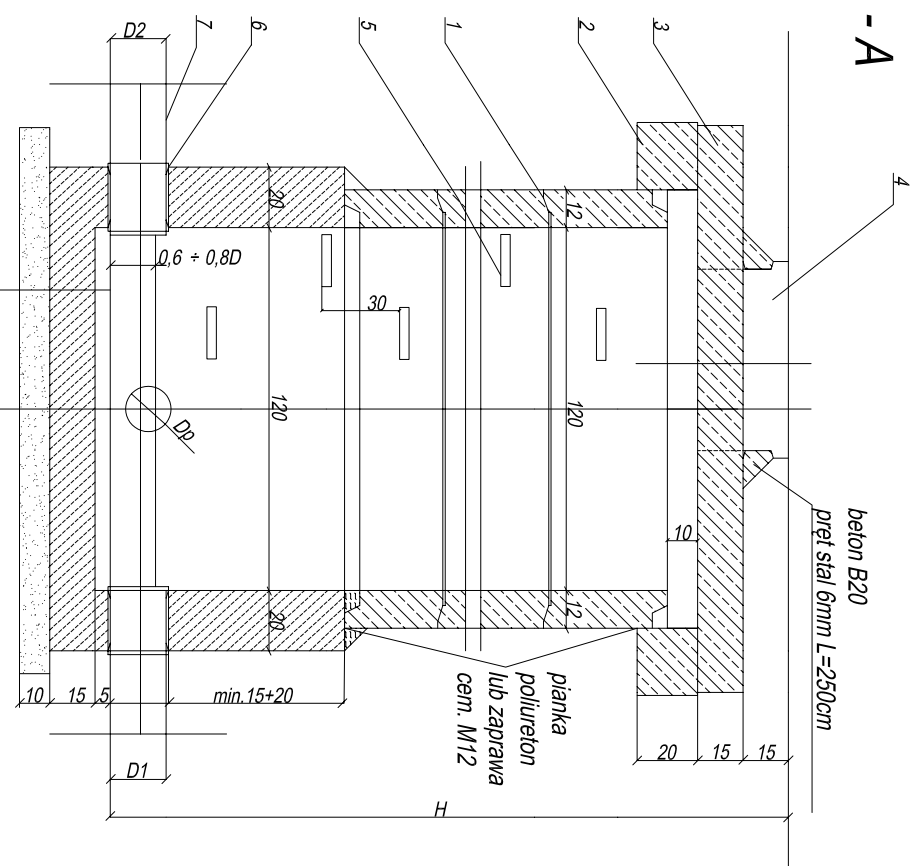 - A
D2
7
6
5
1
2
3
4
20
12
0,6 ÷ 0,8D
30
120
120
Dp
10
beton B20
pręt stal 6mm L=250cm
20
12
pianka
poliureton
lub zaprawa
cem. M12
10
15
5
min.15+20
20
15
15
D1
H